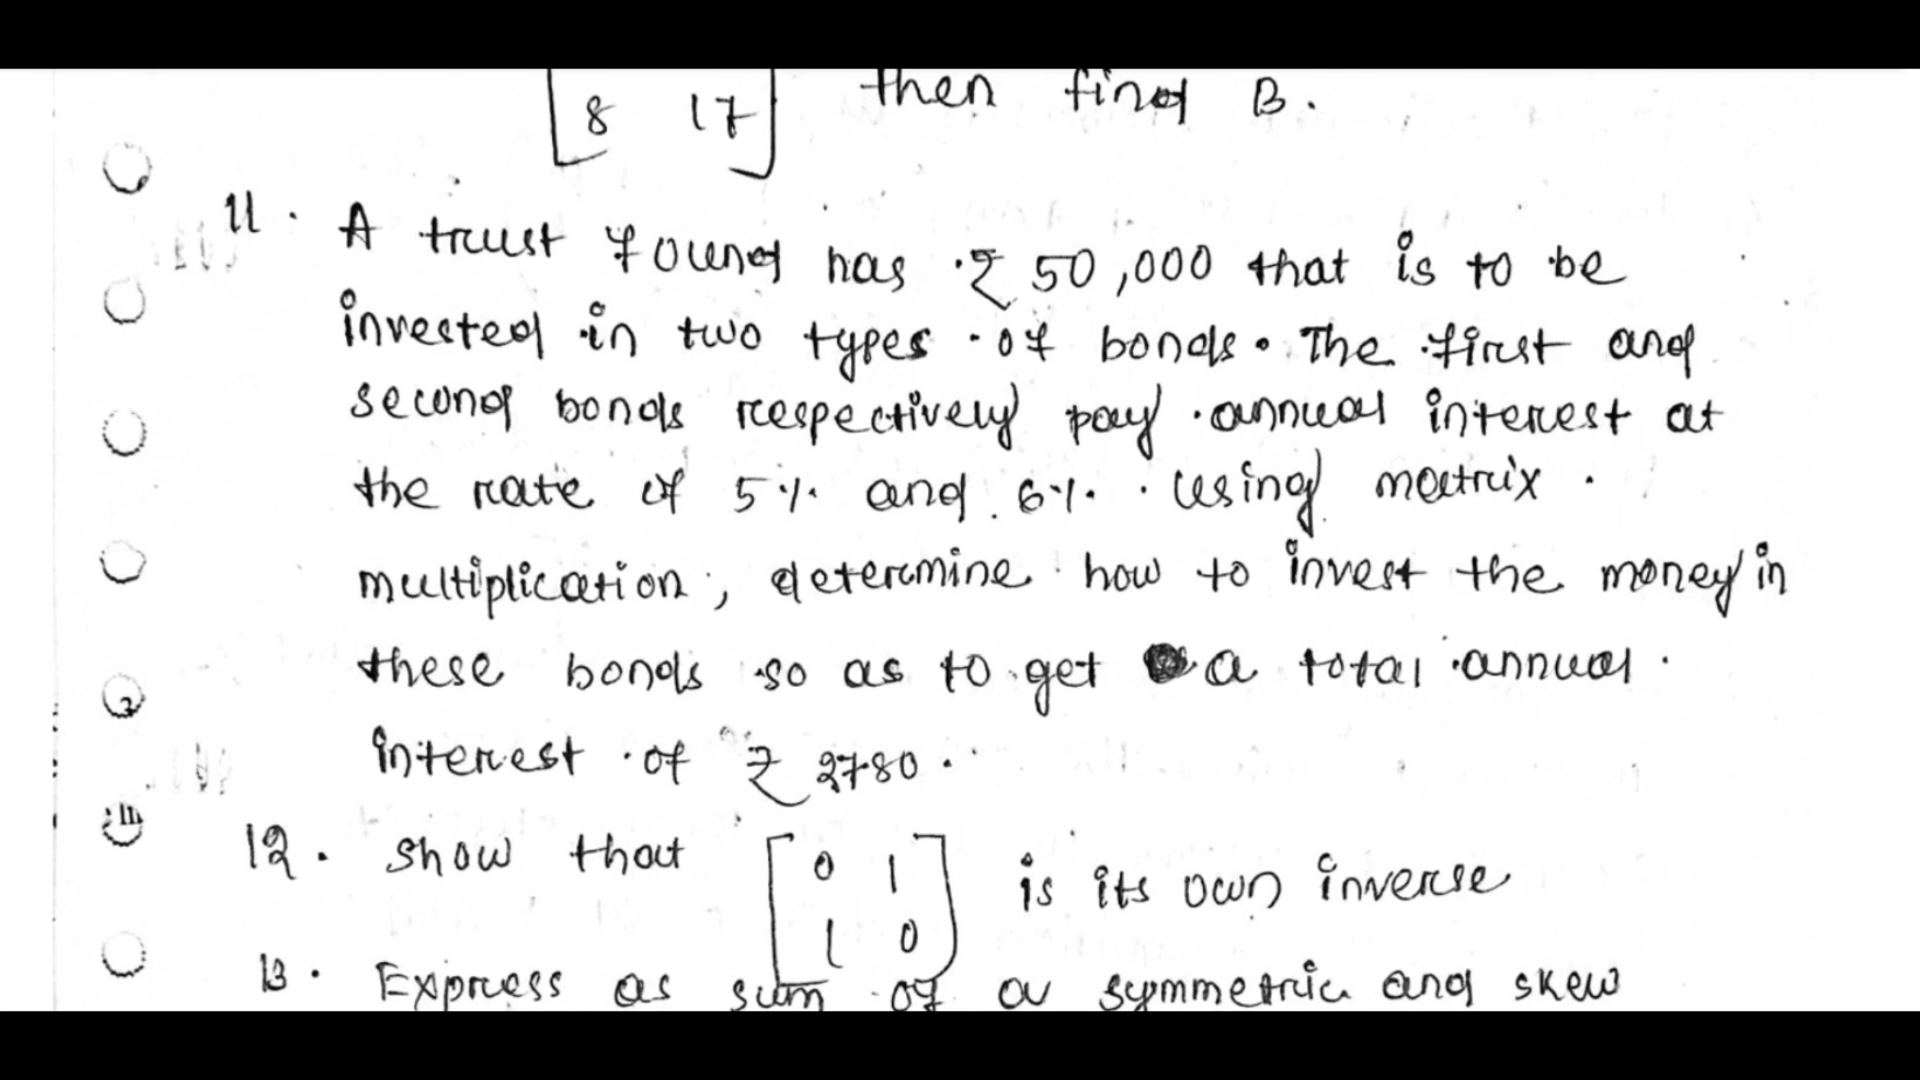 8 17 then find B.
11. A trust found has ₹ 50,000 that is to be
invested in two types of bonds. The first and
second bonds respectively pay annual interest at
the rate of 5% and 6%. Using matrix
multiplication, determine how to invest the money in
these bonds so as to get a total annual
interest of ₹ 2780.
12. Show that [0 1
1 0] is its own inverse
13. Express as sum of a symmetric and skew